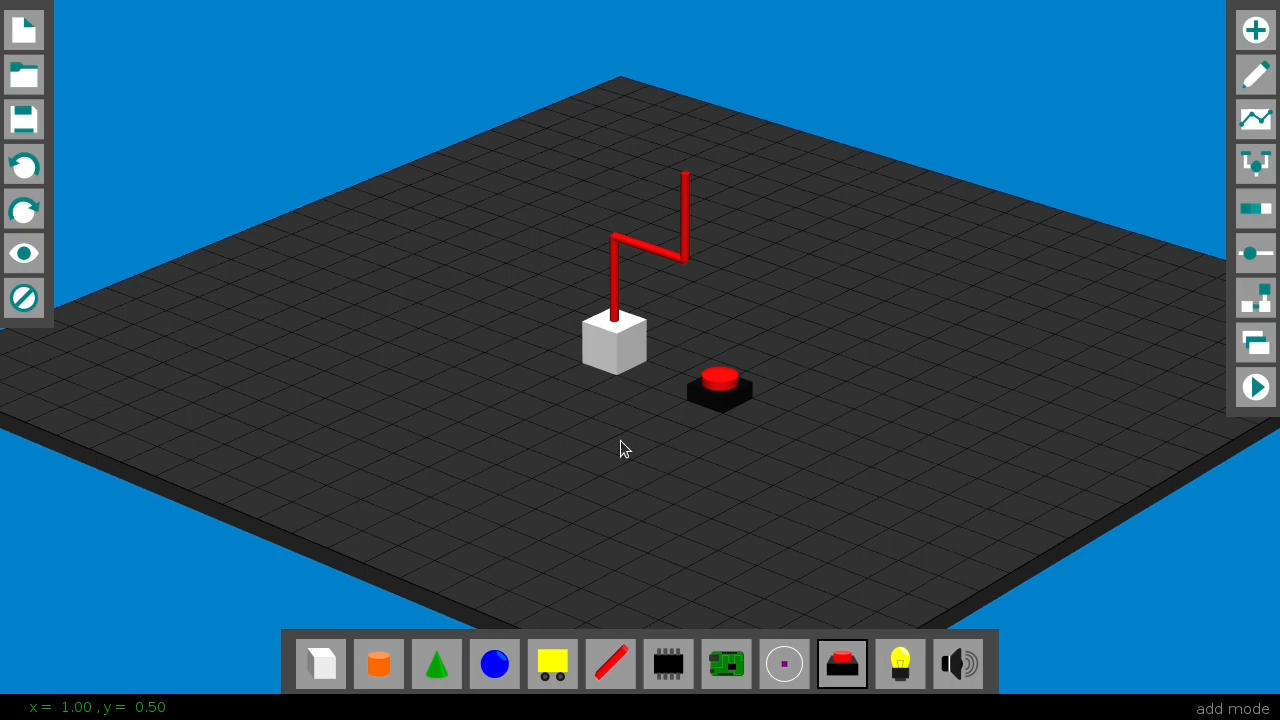 x = 1.00 , y = 0.50
add mode